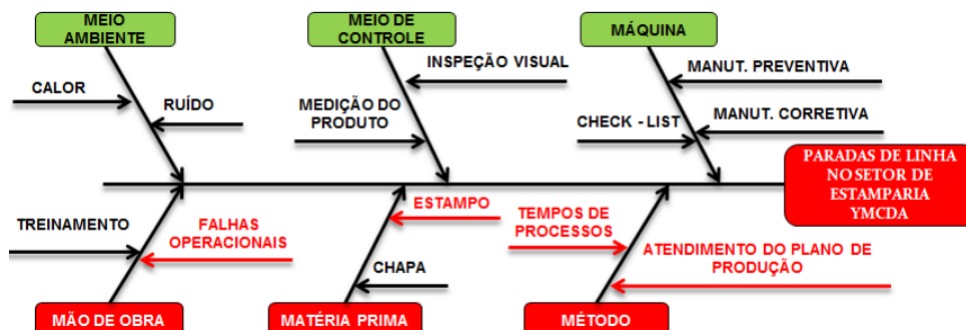 MEIO
AMBIENTE
MEIO DE
CONTROLE
MÁQUINA
CALOR
RUÍDO
INSPEÇÃO VISUAL
MEDIÇÃO DO
PRODUTO
MANUT. PREVENTIVA
CHECK - LIST
MANUT. CORRETIVA
PARADAS DE LINHA
NO SETOR DE
ESTAMPARIA
YMCDA
TREINAMENTO
FALHAS
OPERACIONAIS
ESTAMPO
CHAPA
TEMPOS DE
PROCESSOS
ATENDIMENTO DO PLANO DE
PRODUÇÃO
MÃO DE OBRA
MATÉRIA PRIMA
MÉTODO